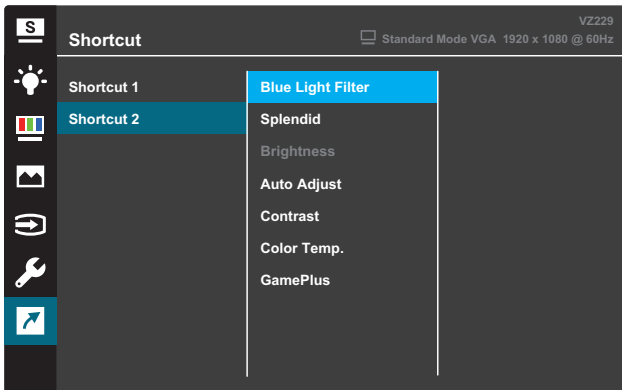 S
VZ229
Shortcut
Standard Mode VGA 1920 x 1080 @ 60Hz
Shortcut 1
Shortcut 2
Blue Light Filter
Splendid
Brightness
Auto Adjust
Contrast
Color Temp.
GamePlus